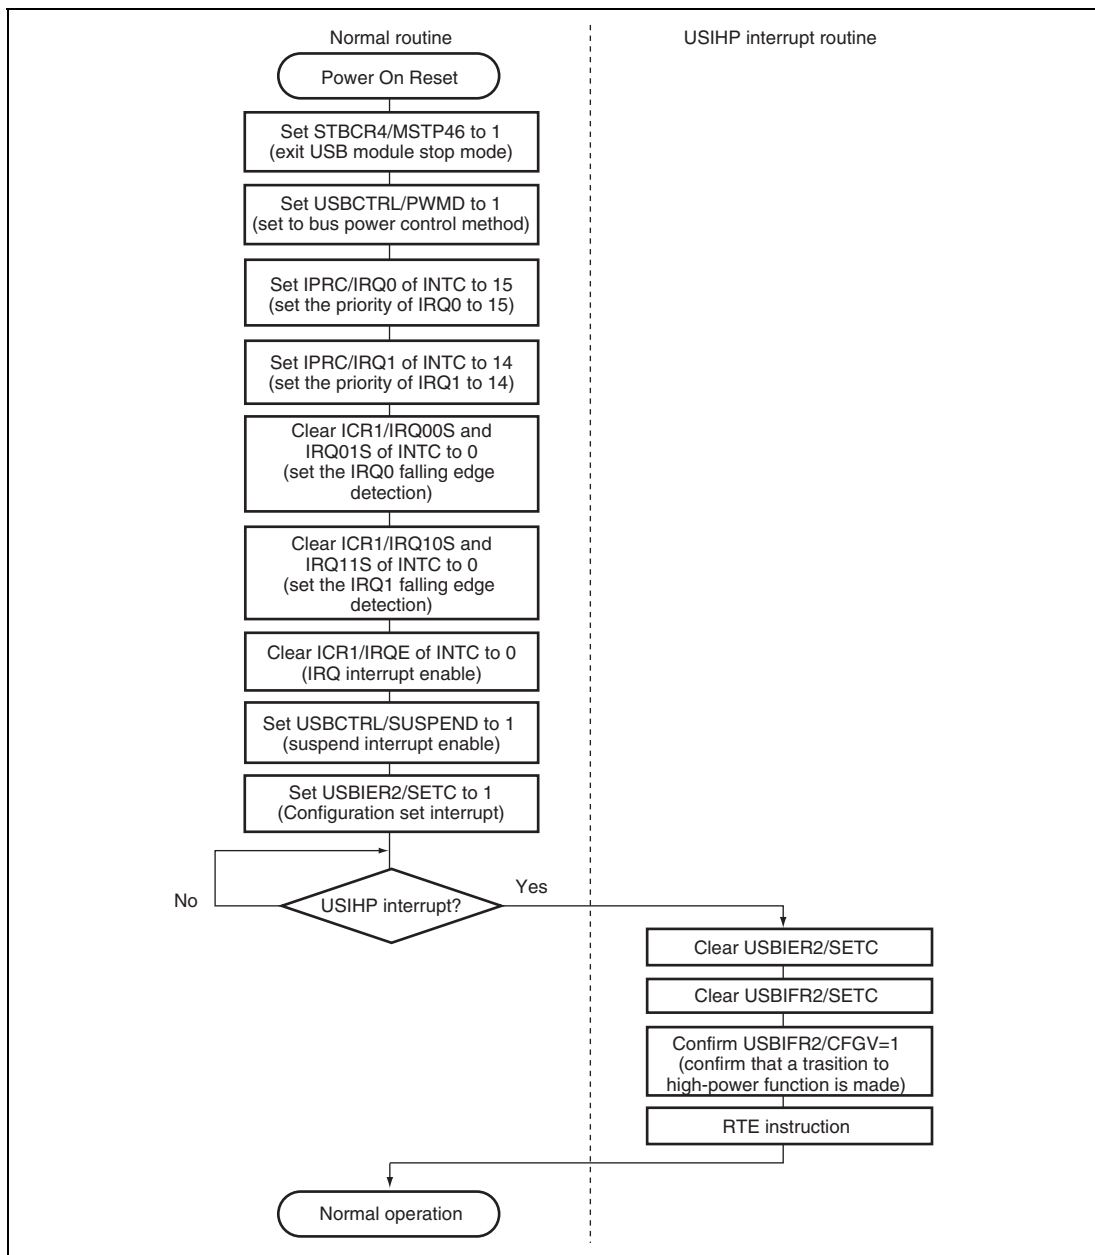 Normal routine
USIHP interrupt routine
Power On Reset
Set STBCR4/MSTP46 to 1
(exit USB module stop mode)
Set USBCTRL/PWMD to 1
(set to bus power control method)
Set IPRC/IRQ0 of INTC to 15
(set the priority of IRQ0 to 15)
Set IPRC/IRQ1 of INTC to 14
(set the priority of IRQ1 to 14)
Clear ICR1/IRQ00S and
IRQ01S of INTC to 0
(set the IRQ0 falling edge
detection)
Clear ICR1/IRQ10S and
IRQ11S of INTC to 0
(set the IRQ1 falling edge
detection)
Clear ICR1/IRQE of INTC to 0
(IRQ interrupt enable)
Set USBCTRL/SUSPEND to 1
(suspend interrupt enable)
Set USBIER2/SETC to 1
(Configuration set interrupt)
No
USIHP interrupt?
Yes
Clear USBIER2/SETC
Clear USBIFR2/SETC
Confirm USBIFR2/CFGV=1
(confirm that a trasition to
high-power function is made)
RTE instruction
Normal operation